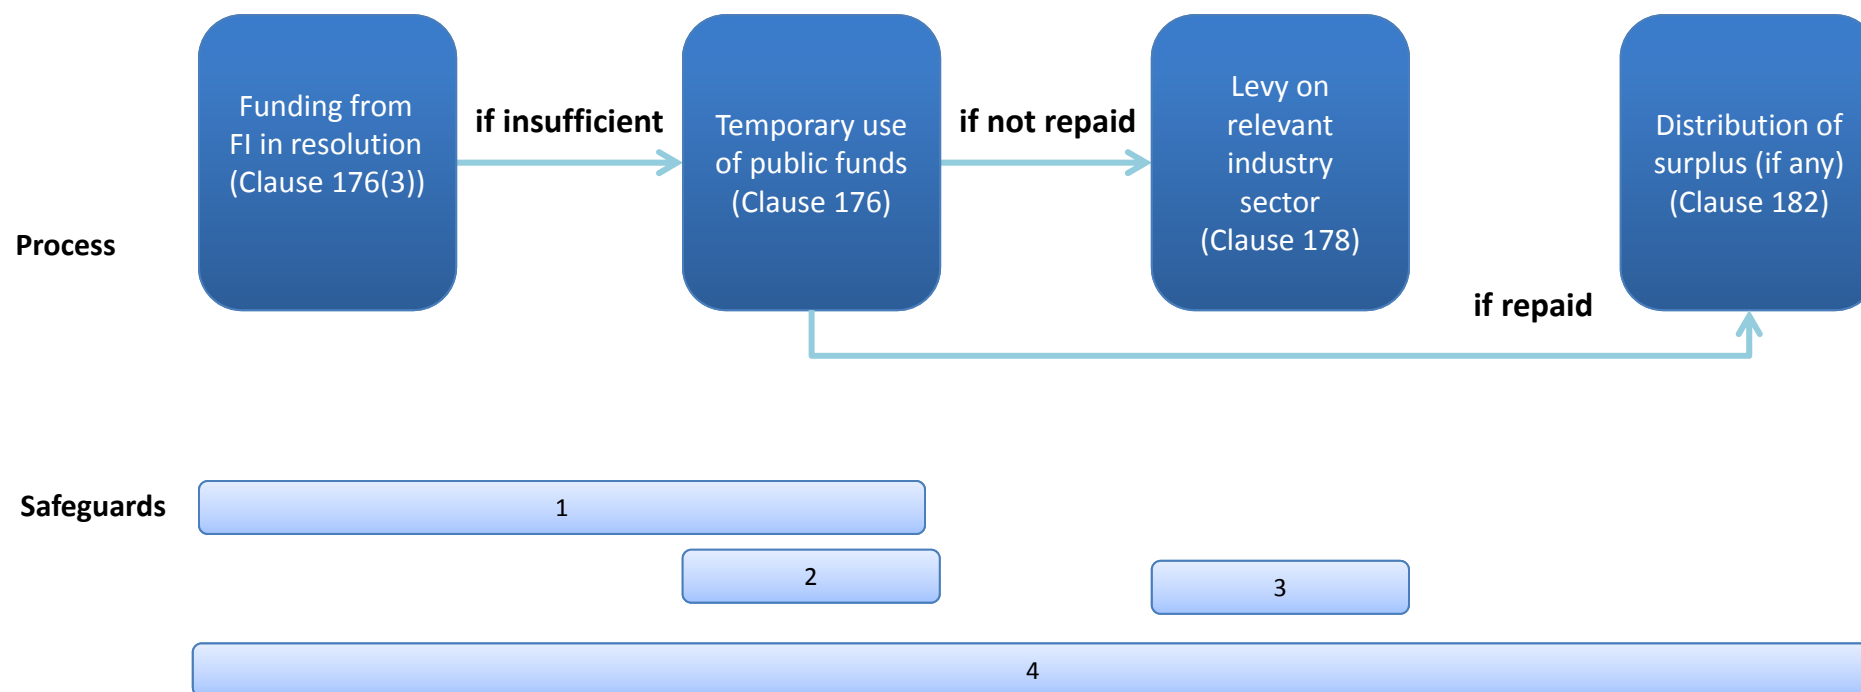 Funding from
FI in resolution
(Clause 176(3))
if insufficient
Temporary use
of public funds
(Clause 176)
if not repaid
Levy on
relevant
industry
sector
(Clause 178)
Distribution of
surplus (if any)
(Clause 182)
Process
if repaid
Safeguards
1
2
3
4